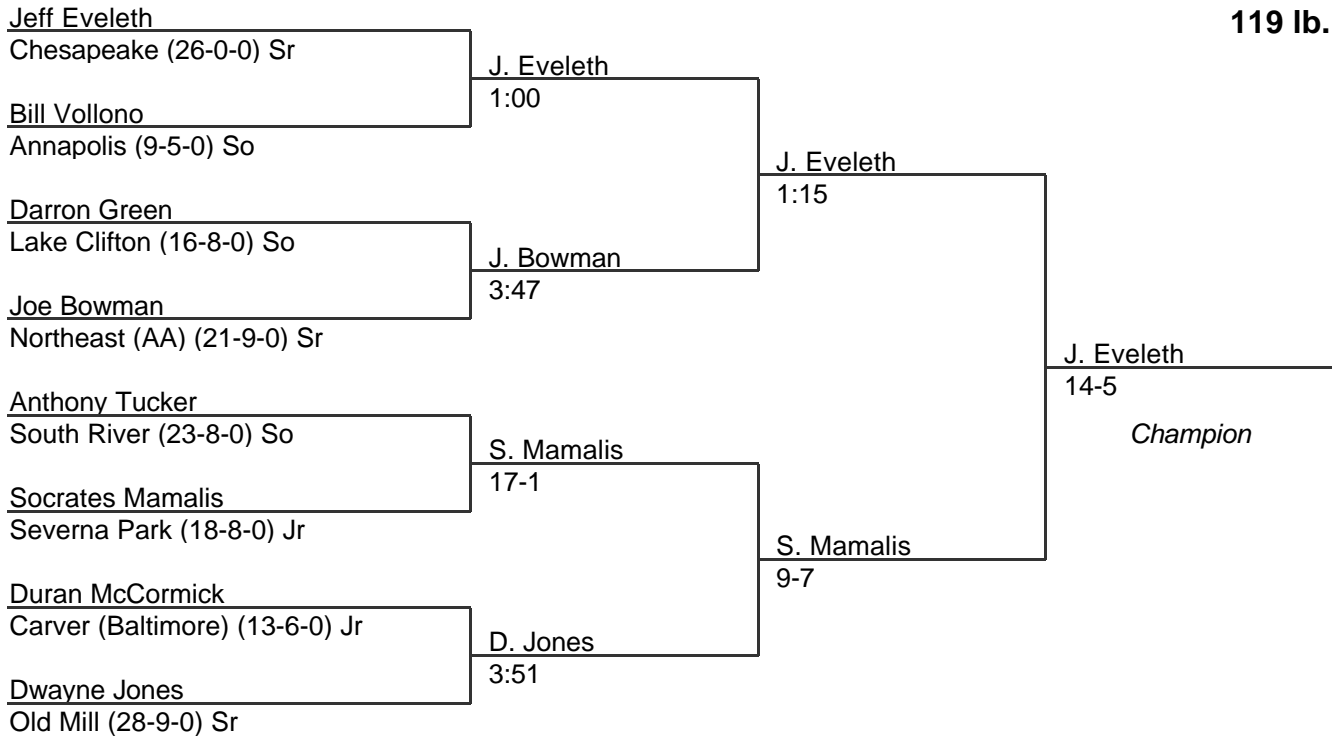 119 lb.
Jeff Eveleth
Chesapeake (26-0-0) Sr
J. Eveleth
1:00
Bill Vollono
Annapolis (9-5-0) So
J. Eveleth
1:15
Darron Green
Lake Clifton (16-8-0) So
J. Bowman
3:47
Joe Bowman
Northeast (AA) (21-9-0) Sr
J. Eveleth
14-5
Champion
Anthony Tucker
South River (23-8-0) So
S. Mamalis
17-1
Socrates Mamalis
Severna Park (18-8-0) Jr
S. Mamalis
9-7
Duran McCormick
Carver (Baltimore) (13-6-0) Jr
D. Jones
3:51
Dwayne Jones
Old Mill (28-9-0) Sr